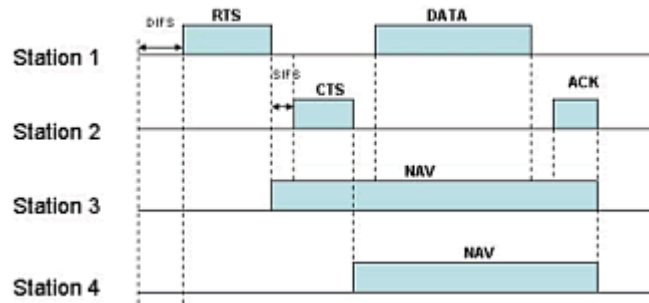 DIFS
RTS
DATA
Station 1
SIFS
CTS
ACK
Station 2
NAV
Station 3
NAV
Station 4